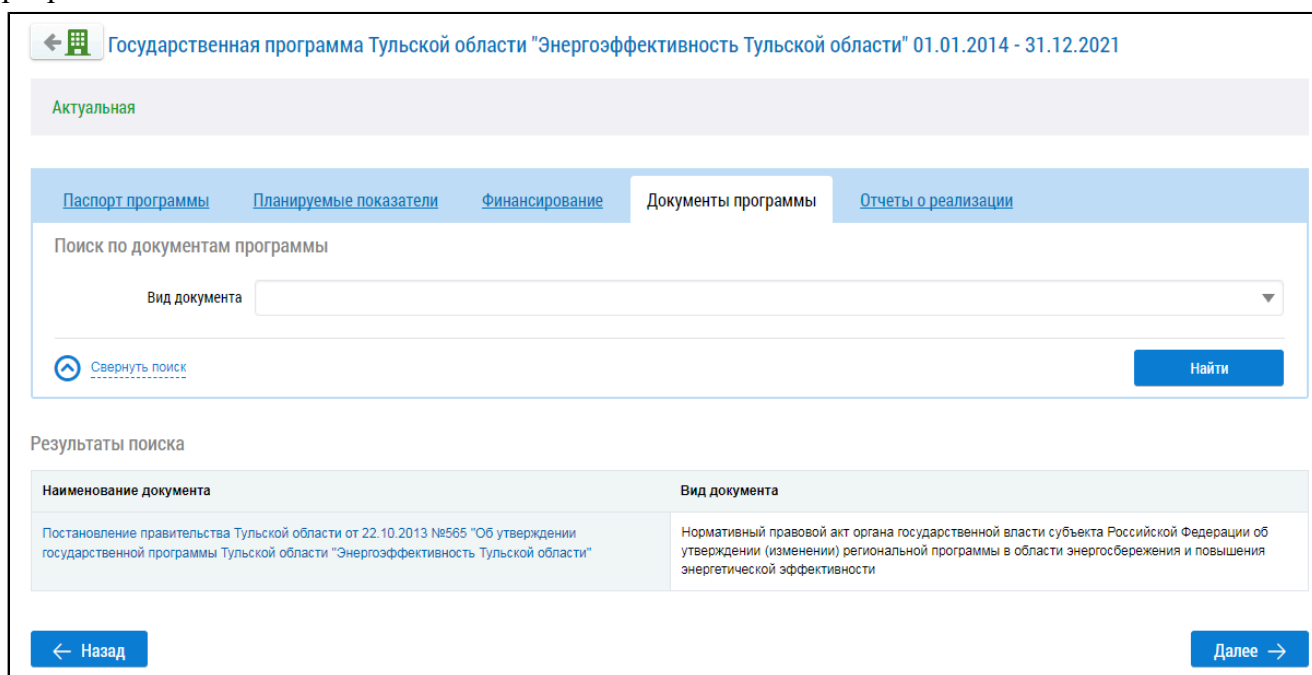 Государственная программа Тульской области "Энергоэффективность Тульской области" 01.01.2014 - 31.12.2021
Актуальная
Паспорт программы Планируемые показатели Финансирование Документы программы Отчеты о реализации
Поиск по документам программы
Вид документа
Свернуть поиск Найти
Результаты поиска
Наименование документа Вид документа
Постановление правительства Тульской области от 22.10.2013 №565 "Об утверждении
государственной программы Тульской области "Энергоэффективность Тульской области"
Нормативный правовой акт органа государственной власти субъекта Российской Федерации об
утверждении (изменении) региональной программы в области энергосбережения и повышения
энергетической эффективности
Назад Далее